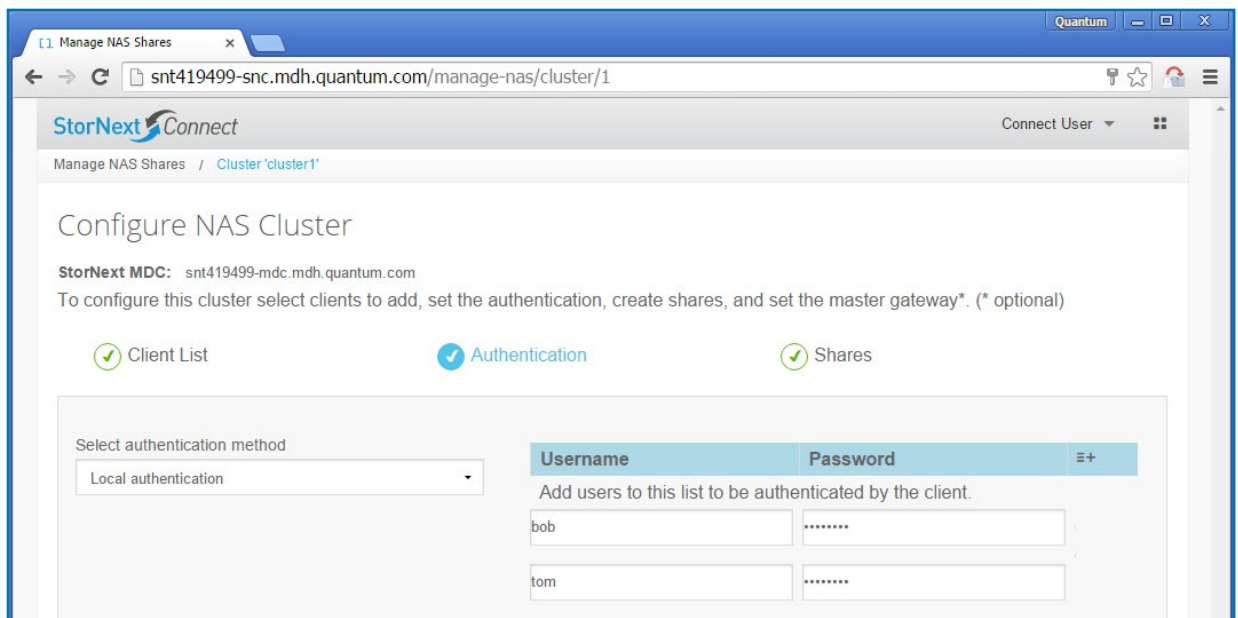 Quantum
Manage NAS Shares
snt419499-snc.mdh.quantum.com/manage-nas/cluster/1
StorNext Connect
Connect User
Manage NAS Shares / Cluster 'cluster1'
Configure NAS Cluster
StorNext MDC: snt419499-mdc.mdh.quantum.com
To configure this cluster select clients to add, set the authentication, create shares, and set the master gateway*. (* optional)
Client List Authentication Shares
Select authentication method
Local authentication
Username Password
Add users to this list to be authenticated by the client.
bob ••••••••
tom ••••••••